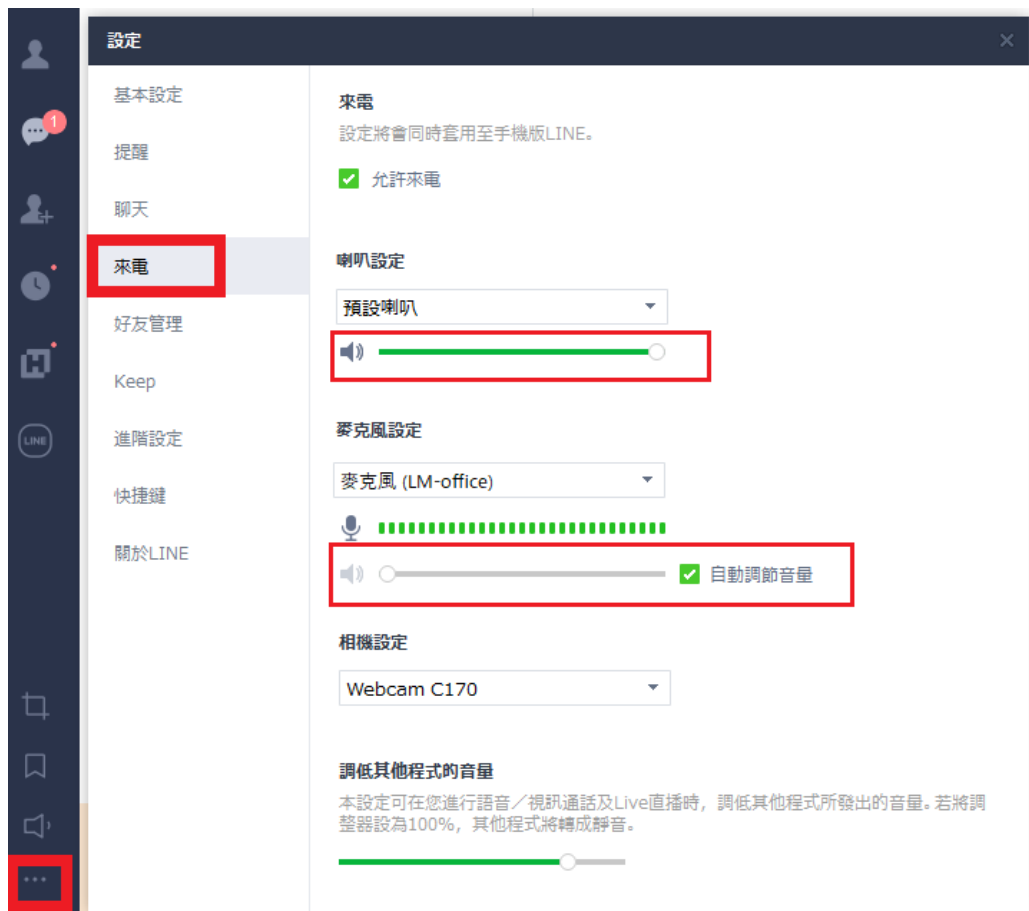 設定
基本設定
提醒
聊天
來電
好友管理
Keep
進階設定
快捷鍵
關於LINE
1
LINE
來電
設定將會同時套用至手機版LINE。
允許來電
喇叭設定
預設喇叭
麥克風設定
麥克風 (LM-office)
自動調節音量
相機設定
Webcam C170
調低其他程式的音量
本設定可在您進行語音／視訊通話及Live直播時，調低其他程式所發出的音量。若將調
整器設為100%，其他程式將轉成靜音。